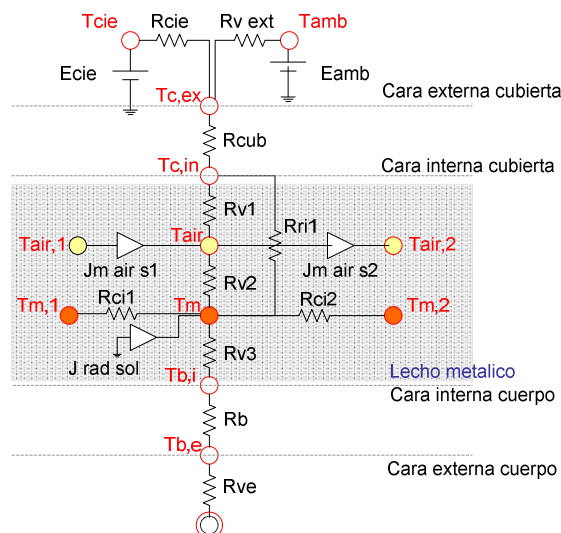 Tcie
Rcie
Rv ext
Tamb
Ecie
Eamb
Tc,ex
Cara externa cubierta
Rcub
Tc,in
Cara interna cubierta
Rv1
Rri1
Tair,1
Tair
Tair,2
Jm air s1
Jm air s2
Rv2
Rci1
Tm
Rci2
Tm,1
Tm,2
J rad sol
Rv3
Lecho metalico
Tb,i
Cara interna cuerpo
Rb
Tb,e
Cara externa cuerpo
Rve